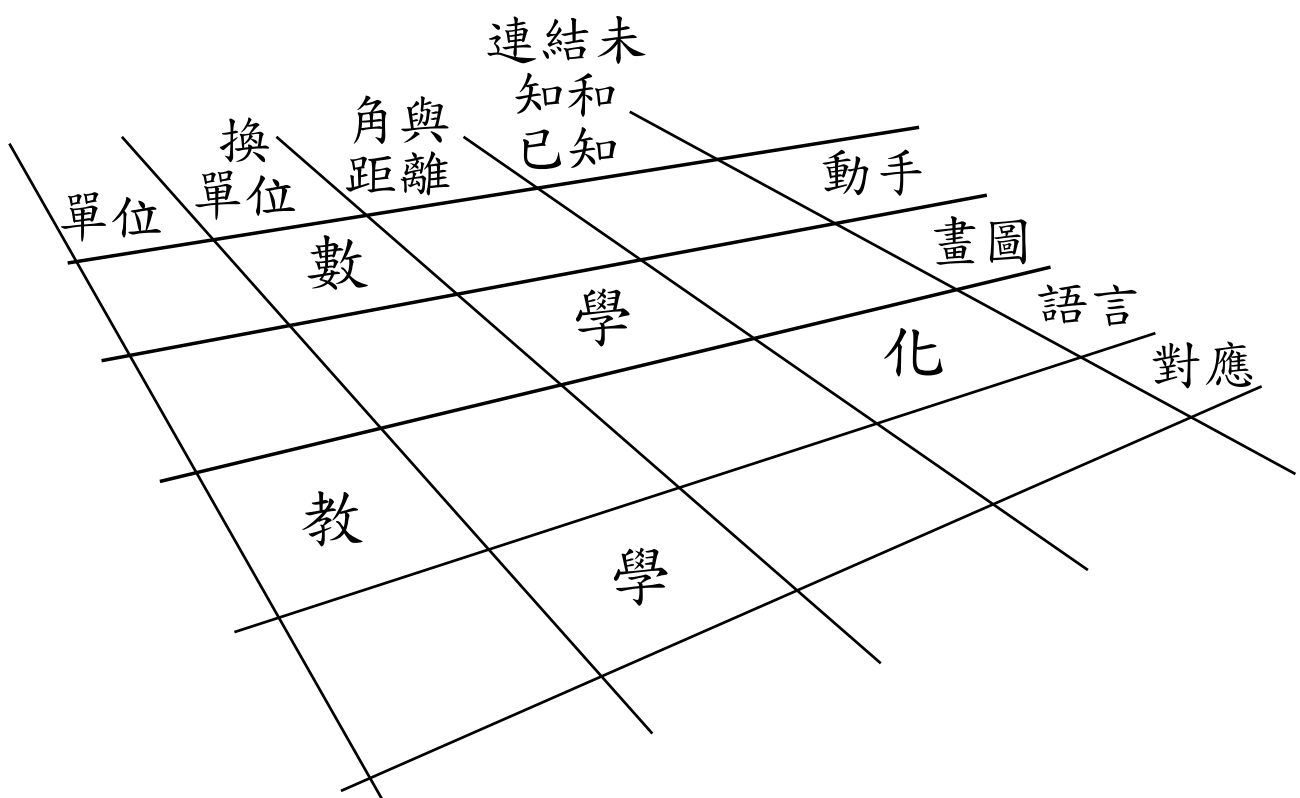 連結未
知和
已知
角與
距離
換
單位
單位
動手
畫圖
語言
對應
數
學
化
教
學